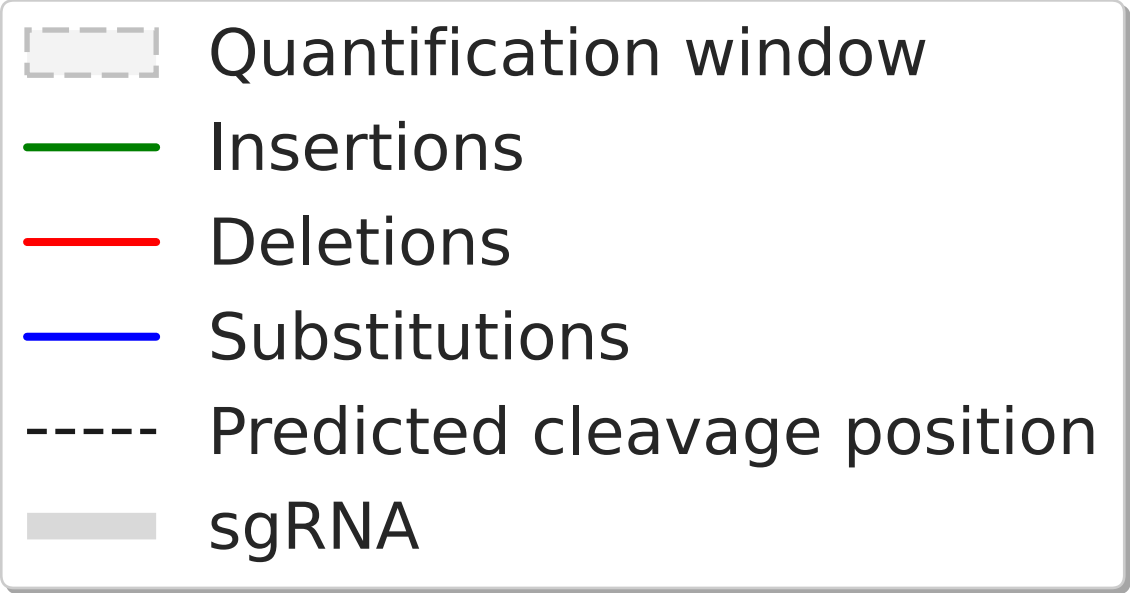 Quantification window
Insertions
Deletions
Substitutions
Predicted cleavage position
sgRNA